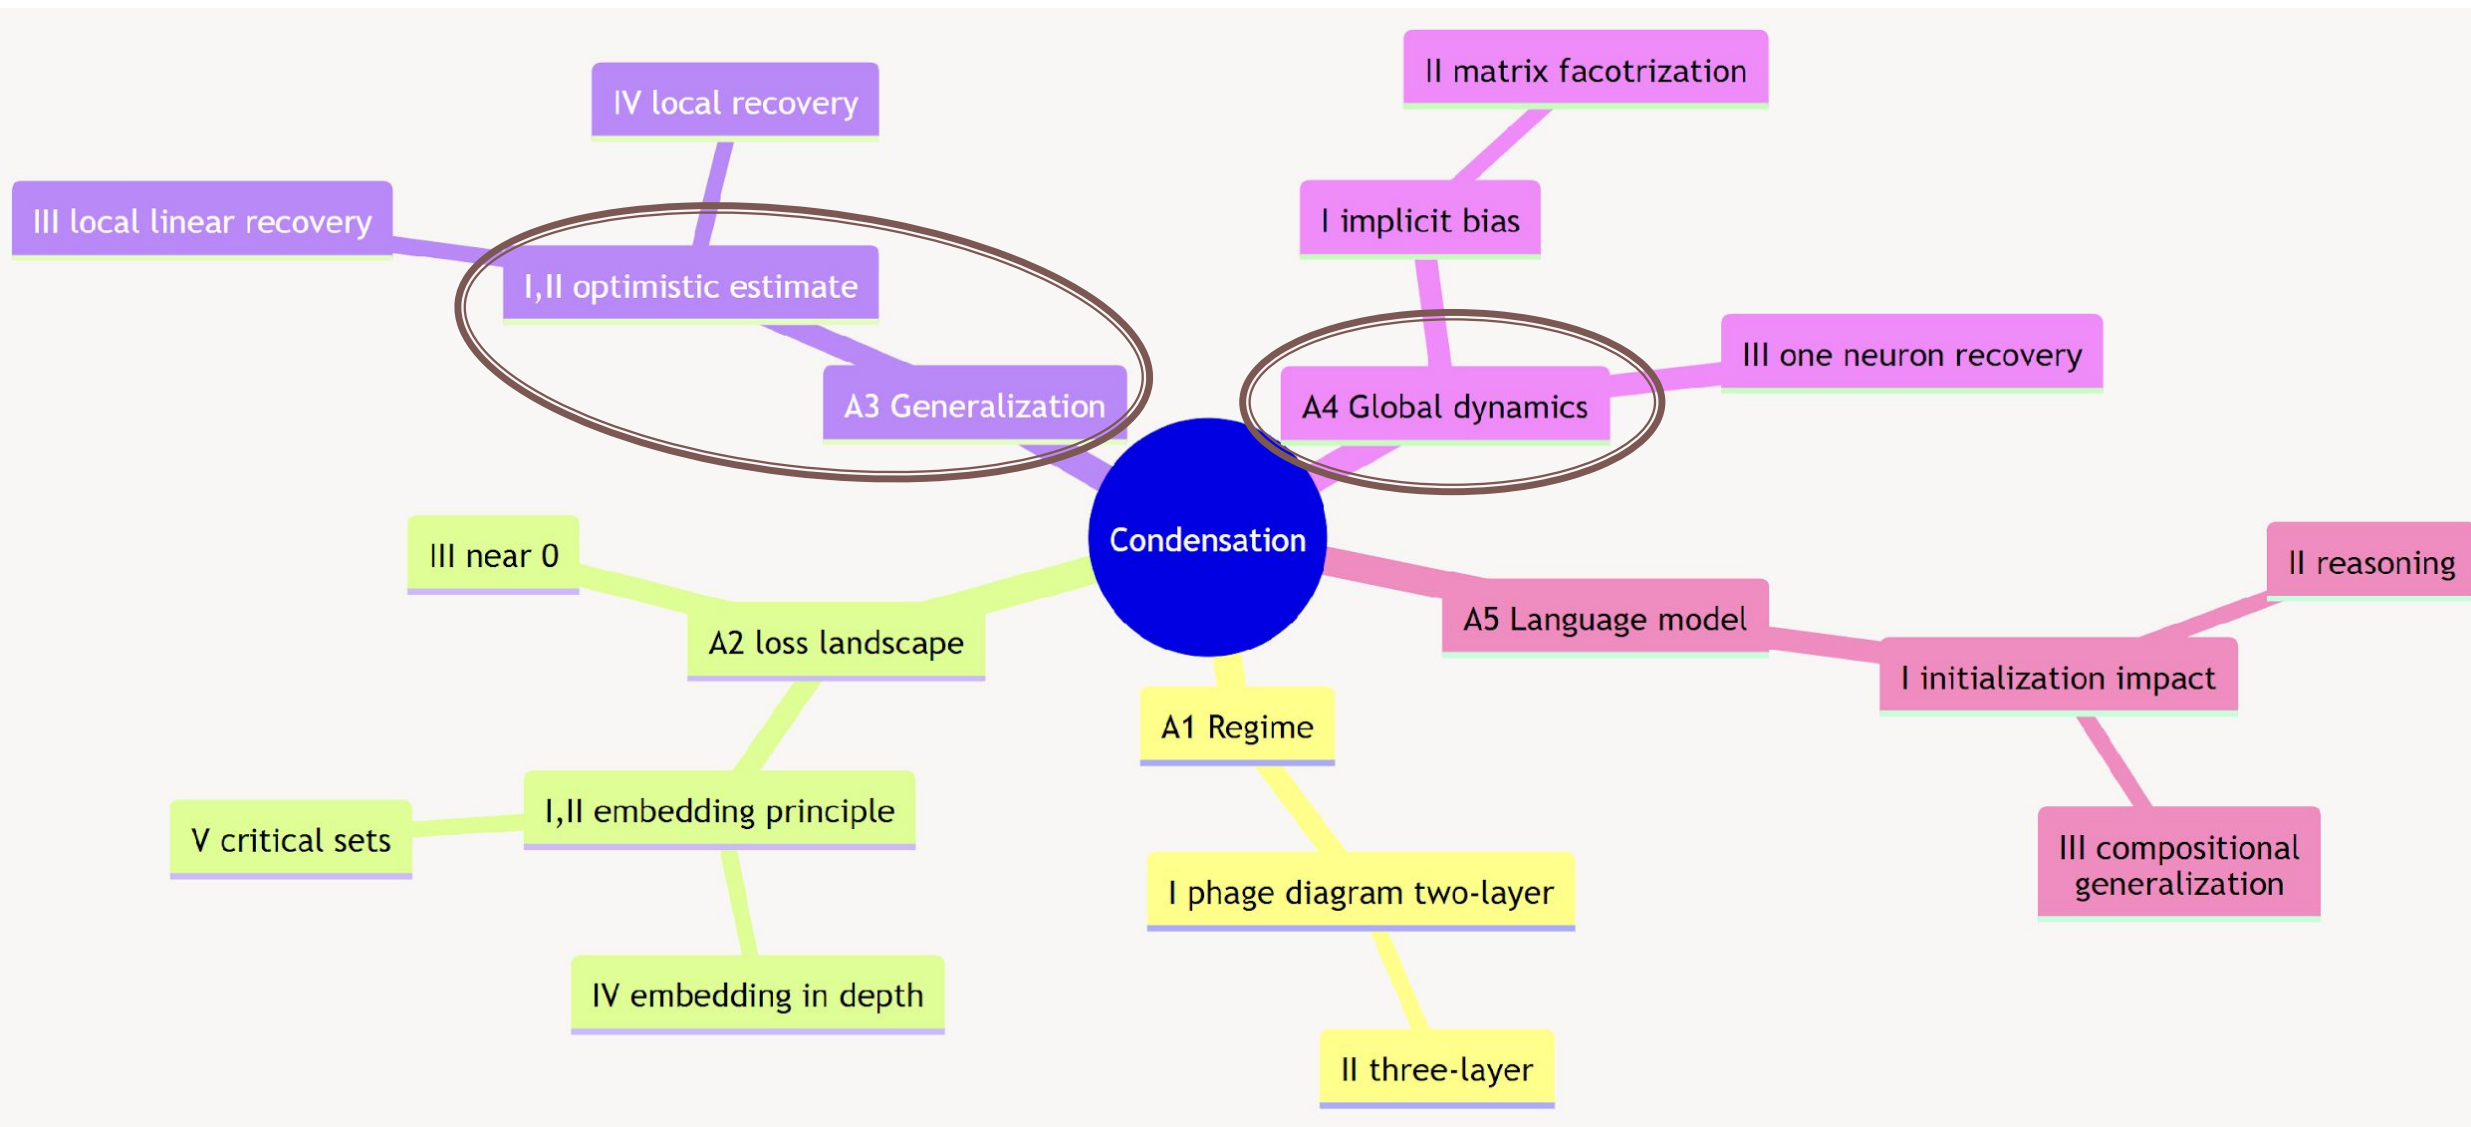 II matrix facotrization
IV local recovery
III local linear recovery
I implicit bias
I,II optimistic estimate
III one neuron recovery
A3 Generalization
A4 Global dynamics
Condensation
III near 0
II reasoning
A2 loss landscape
A5 Language model
I initialization impact
A1 Regime
I,II embedding principle
V critical sets
III compositional
generalization
I phage diagram two-layer
IV embedding in depth
II three-layer